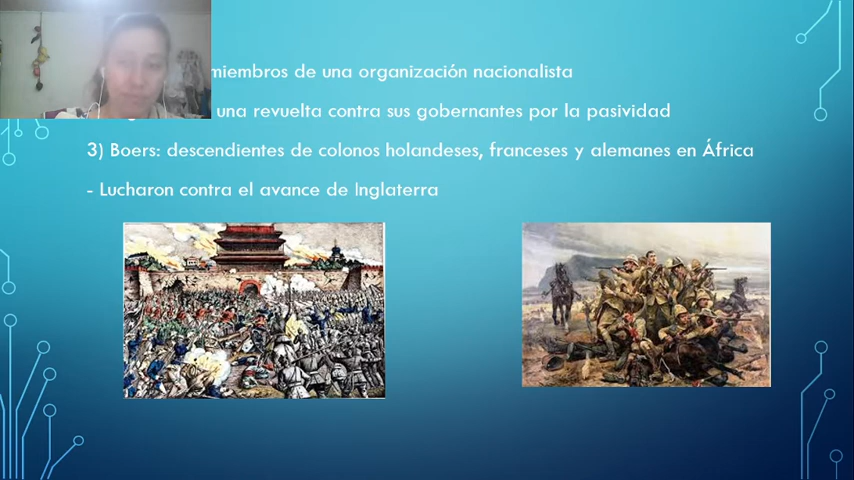 miembros de una organización nacionalista
una revuelta contra sus gobernantes por la pasividad
3) Boers: descendientes de colonos holandeses, franceses y alemanes en África
- Lucharon contra el avance de Inglaterra